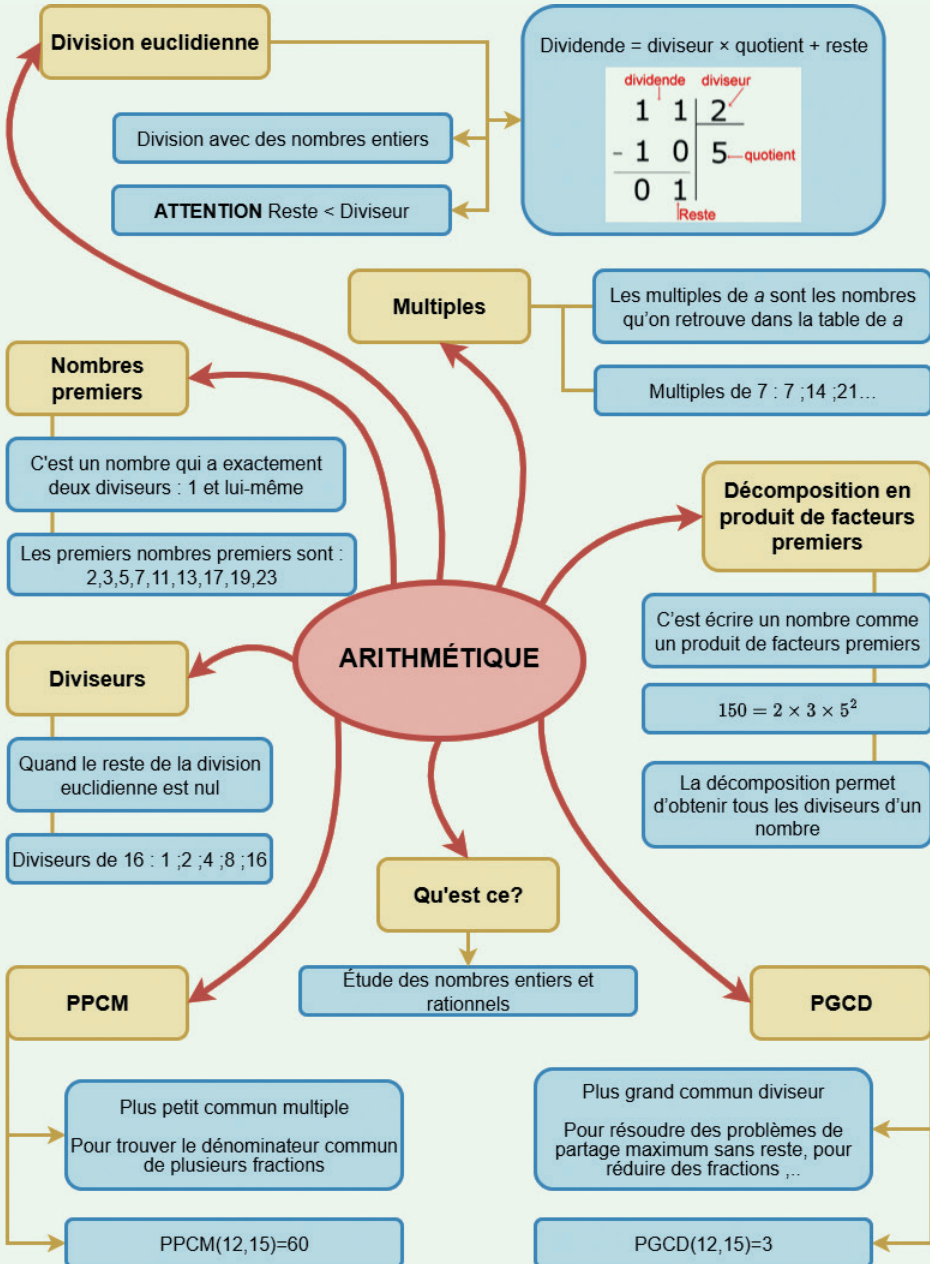 Division euclidienne
Dividende = diviseur × quotient + reste
dividende diviseur
1 1 2
- 1 0 5 quotient
0 1
Reste
Division avec des nombres entiers
ATTENTION Reste < Diviseur
Multiples
Les multiples de a sont les nombres
qu'on retrouve dans la table de a
Multiples de 7 : 7 ;14 ;21...
Nombres
premiers
C'est un nombre qui a exactement
deux diviseurs : 1 et lui-même
Les premiers nombres premiers sont :
2,3,5,7,11,13,17,19,23
Décomposition en
produit de facteurs
premiers
C’est écrire un nombre comme
un produit de facteurs premiers
150 = 2 × 3 × 5²
La décomposition permet
d’obtenir tous les diviseurs d’un
nombre
ARITHMÉTIQUE
Diviseurs
Quand le reste de la division
euclidienne est nul
Diviseurs de 16 : 1 ;2 ;4 ;8 ;16
Qu'est ce?
Étude des nombres entiers et
rationnels
PPCM
Plus petit commun multiple
Pour trouver le dénominateur commun
de plusieurs fractions
PPCM(12,15)=60
PGCD
Plus grand commun diviseur
Pour résoudre des problèmes de
partage maximum sans reste, pour
réduire des fractions ,..
PGCD(12,15)=3